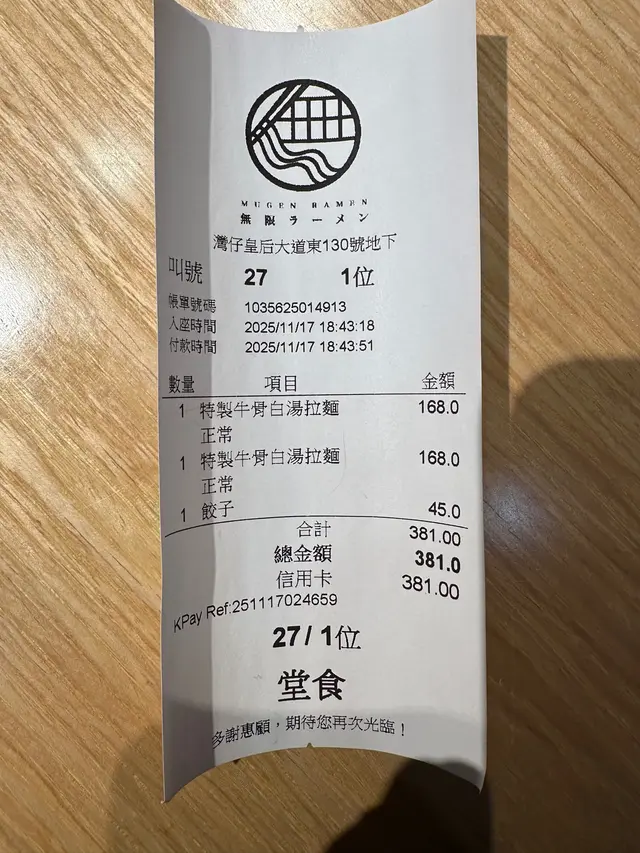 MUGEN RAMEN
無限ラーメン
灣仔皇后大道東130號地下
叫號 27 1位
帳單號碼 1035625014913
入座時間 2025/11/17 18:43:18
付款時間 2025/11/17 18:43:51
數量 項目 金額
1 特製牛骨白湯拉麵 168.0
正常
1 特製牛骨白湯拉麵 168.0
正常
1 餃子 45.0
合計 381.00
總金額 381.0
信用卡 381.00
KPay Ref:251117024659
27 / 1位
堂食
多謝惠顧，期待您再次光臨！